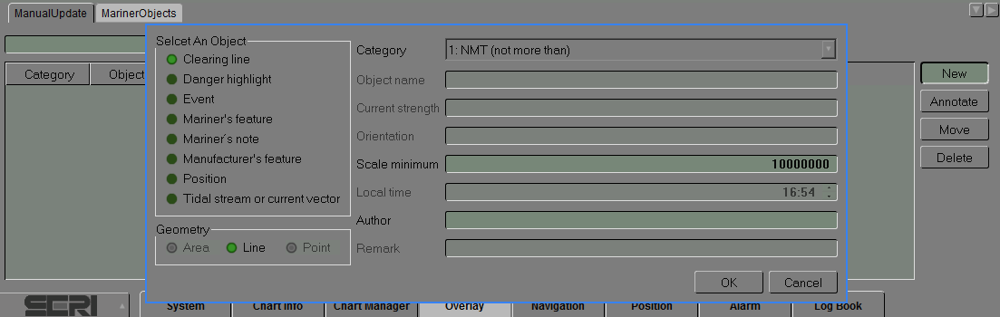 ManualUpdate MarinerObjects
Selcet An Object
Clearing line
Danger highlight
Event
Mariner's feature
Mariner's note
Manufacturer's feature
Position
Tidal stream or current vector
Geometry
Area Line Point
Category 1: NMT (not more than)
Object name
Current strength
Orientation
Scale minimum 10000000
Local time 16:54
Author
Remark
OK Cancel
Category Object
New
Annotate
Move
Delete
SCRI
System Chart Info Chart Manager Overlay Navigation Position Alarm Log Book